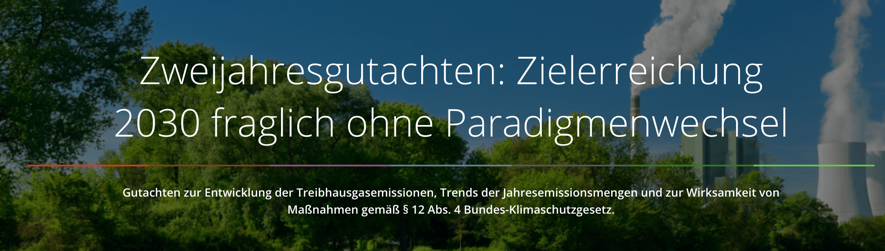 Zweijahresgutachten: Zielerreichung
2030 fraglich ohne Paradigmenwechsel
Gutachten zur Entwicklung der Treibhausgasemissionen, Trends der Jahresemissionsmengen und zur Wirksamkeit von
Maßnahmen gemäß § 12 Abs. 4 Bundes-Klimaschutzgesetz.